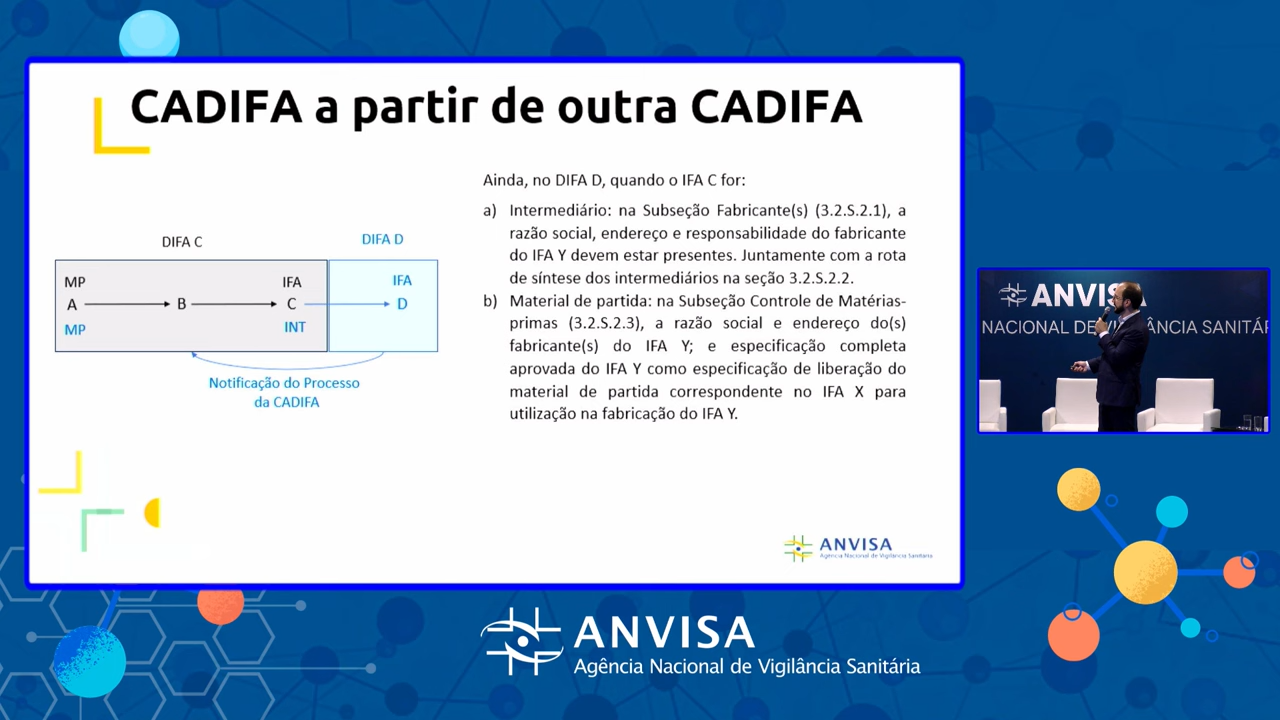 CADIFA a partir de outra CADIFA
Ainda, no DIFA D, quando o IFA C for:
a) Intermediário: na Subseção Fabricante(s) (3.2.S.2.1), a
razão social, endereço e responsabilidade do fabricante
do IFA Y devem estar presentes. Juntamente com a rota
de síntese dos intermediários na seção 3.2.S.2.2.
b) Material de partida: na Subseção Controle de Matérias-
primas (3.2.S.2.3), a razão social e endereço do(s)
fabricante(s) do IFA Y; e especificação completa
aprovada do IFA Y como especificação de liberação do
material de partida correspondente no IFA X para
utilização na fabricação do IFA Y.
DIFA C
DIFA D
MP
IFA
IFA
A
B
C
D
MP
INT
Notificação do Processo
da CADIFA
ANVISA
Agência Nacional de Vigilância Sanitária
ANVISA
NACIONAL DE VIGILÂNCIA SANITÁR
ANVISA
Agência Nacional de Vigilância Sanitária